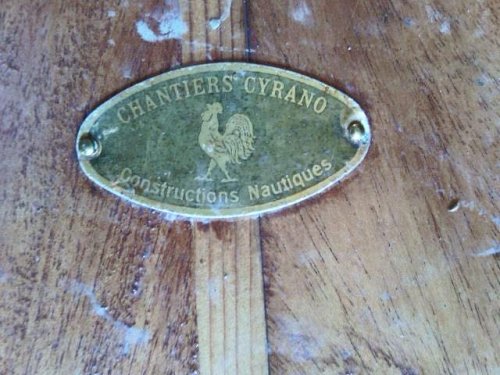 CHANTIERS CYRANO
Constructions Nautiques